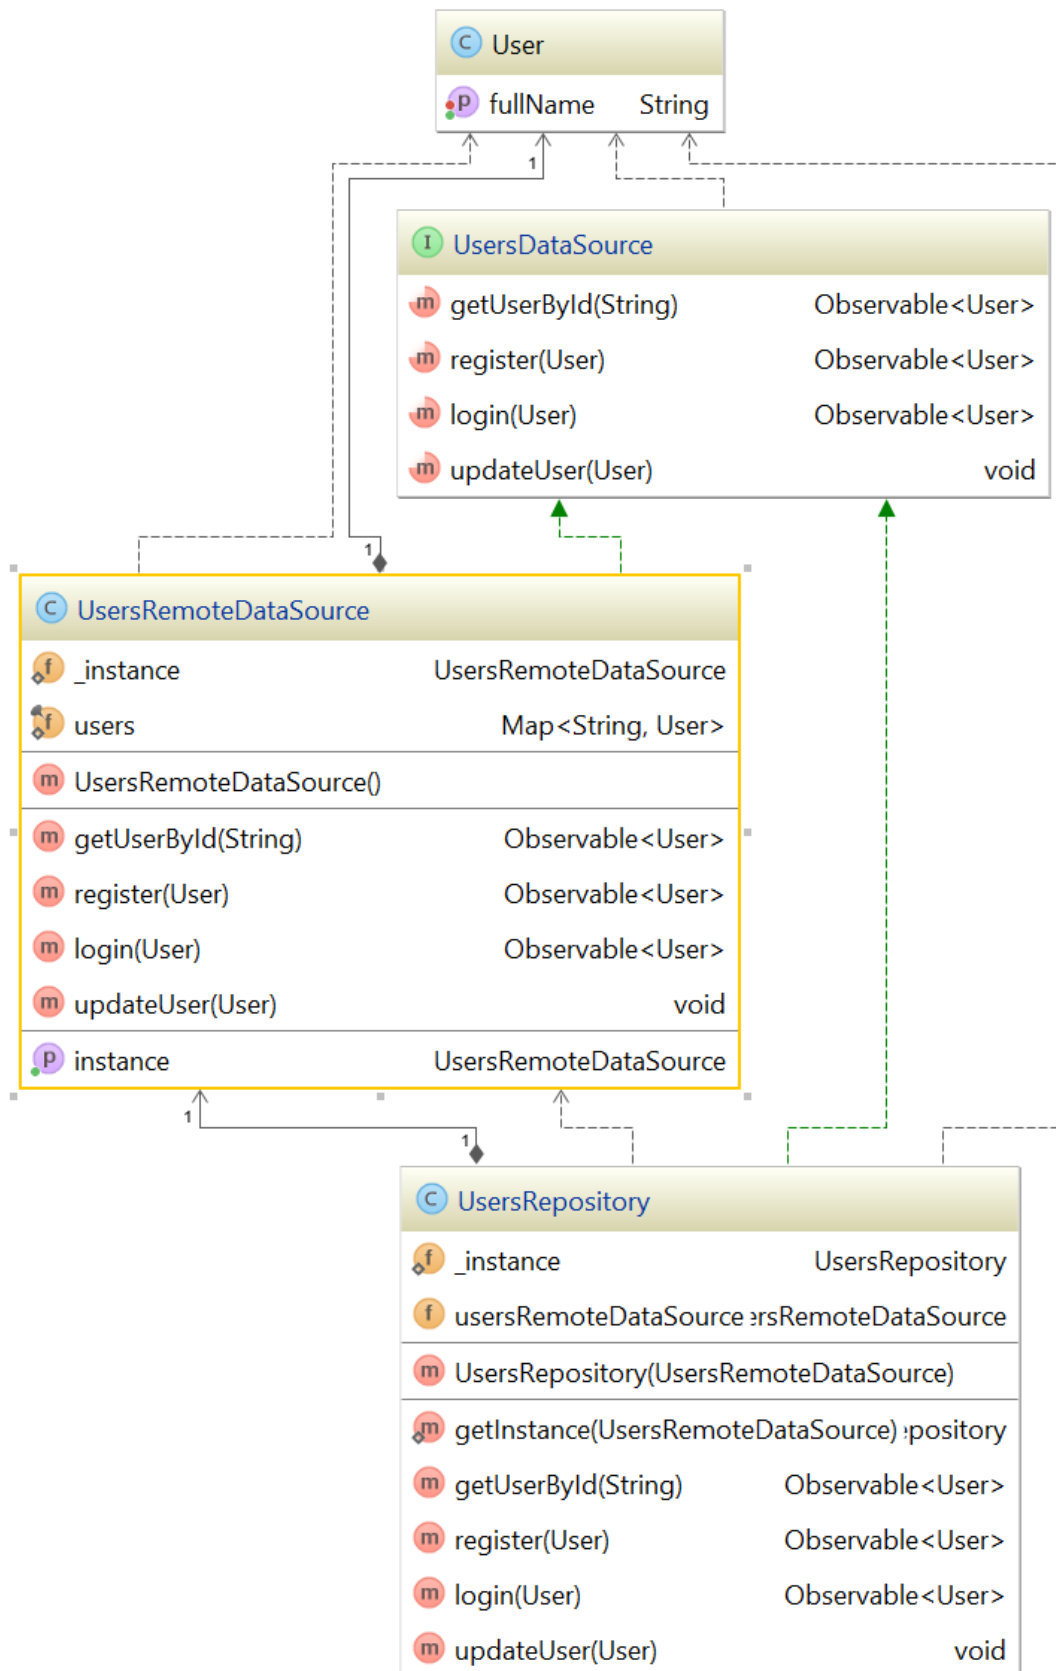 C User
p fullName String
1
I UsersDataSource
m getUserById(String) Observable<User>
m register(User) Observable<User>
m login(User) Observable<User>
m updateUser(User) void
1
C UsersRemoteDataSource
f _instance UsersRemoteDataSource
f users Map<String, User>
m UsersRemoteDataSource()
m getUserById(String) Observable<User>
m register(User) Observable<User>
m login(User) Observable<User>
m updateUser(User) void
p instance UsersRemoteDataSource
1
1
C UsersRepository
f _instance UsersRepository
f usersRemoteDataSource ersRemoteDataSource
m UsersRepository(UsersRemoteDataSource)
m getInstance(UsersRemoteDataSource) epository
m getUserById(String) Observable<User>
m register(User) Observable<User>
m login(User) Observable<User>
m updateUser(User) void